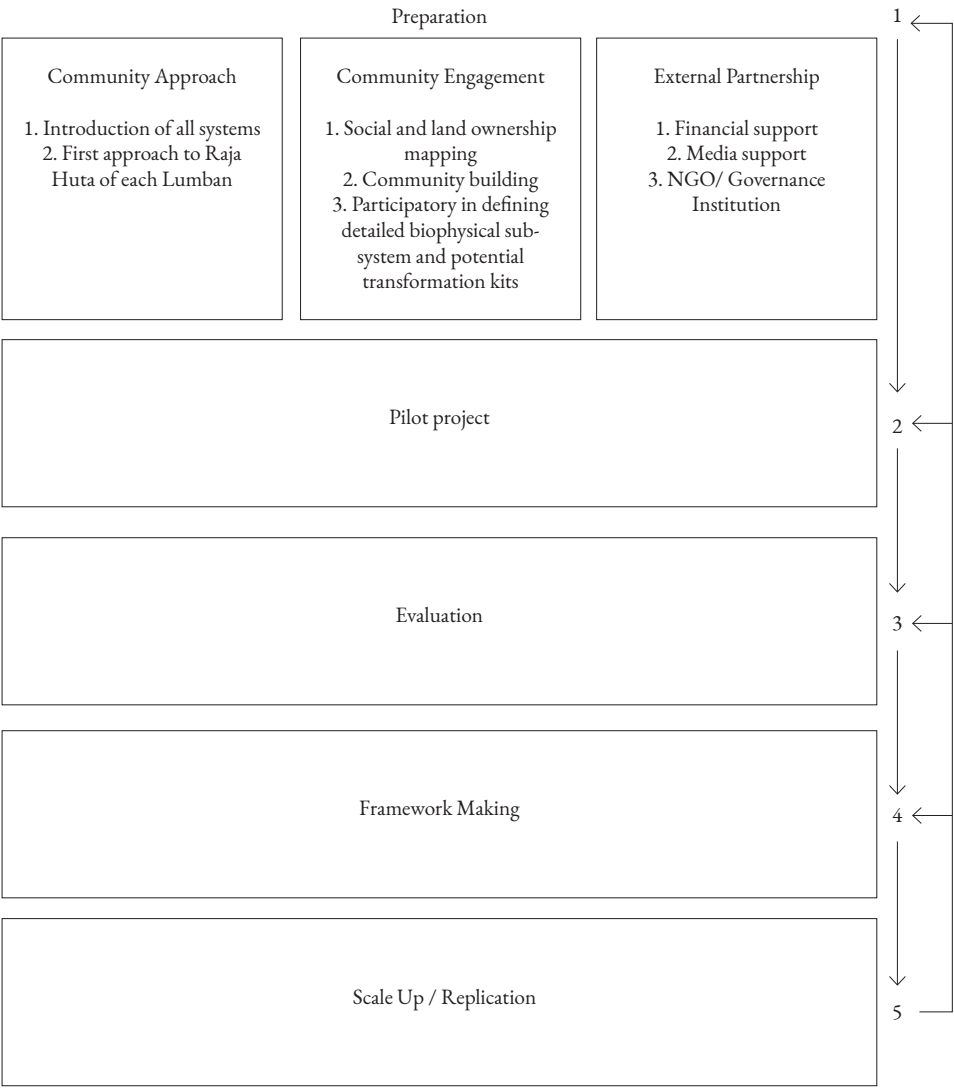 Preparation
1
Community Approach
1. Introduction of all systems
2. First approach to Raja
Huta of each Lumban
Community Engagement
1. Social and land ownership
mapping
2. Community building
3. Participatory in defining
detailed biophysical sub-
system and potential
transformation kits
External Partnership
1. Financial support
2. Media support
3. NGO/ Governance
Institution
Pilot project
2
Evaluation
3
Framework Making
4
Scale Up / Replication
5